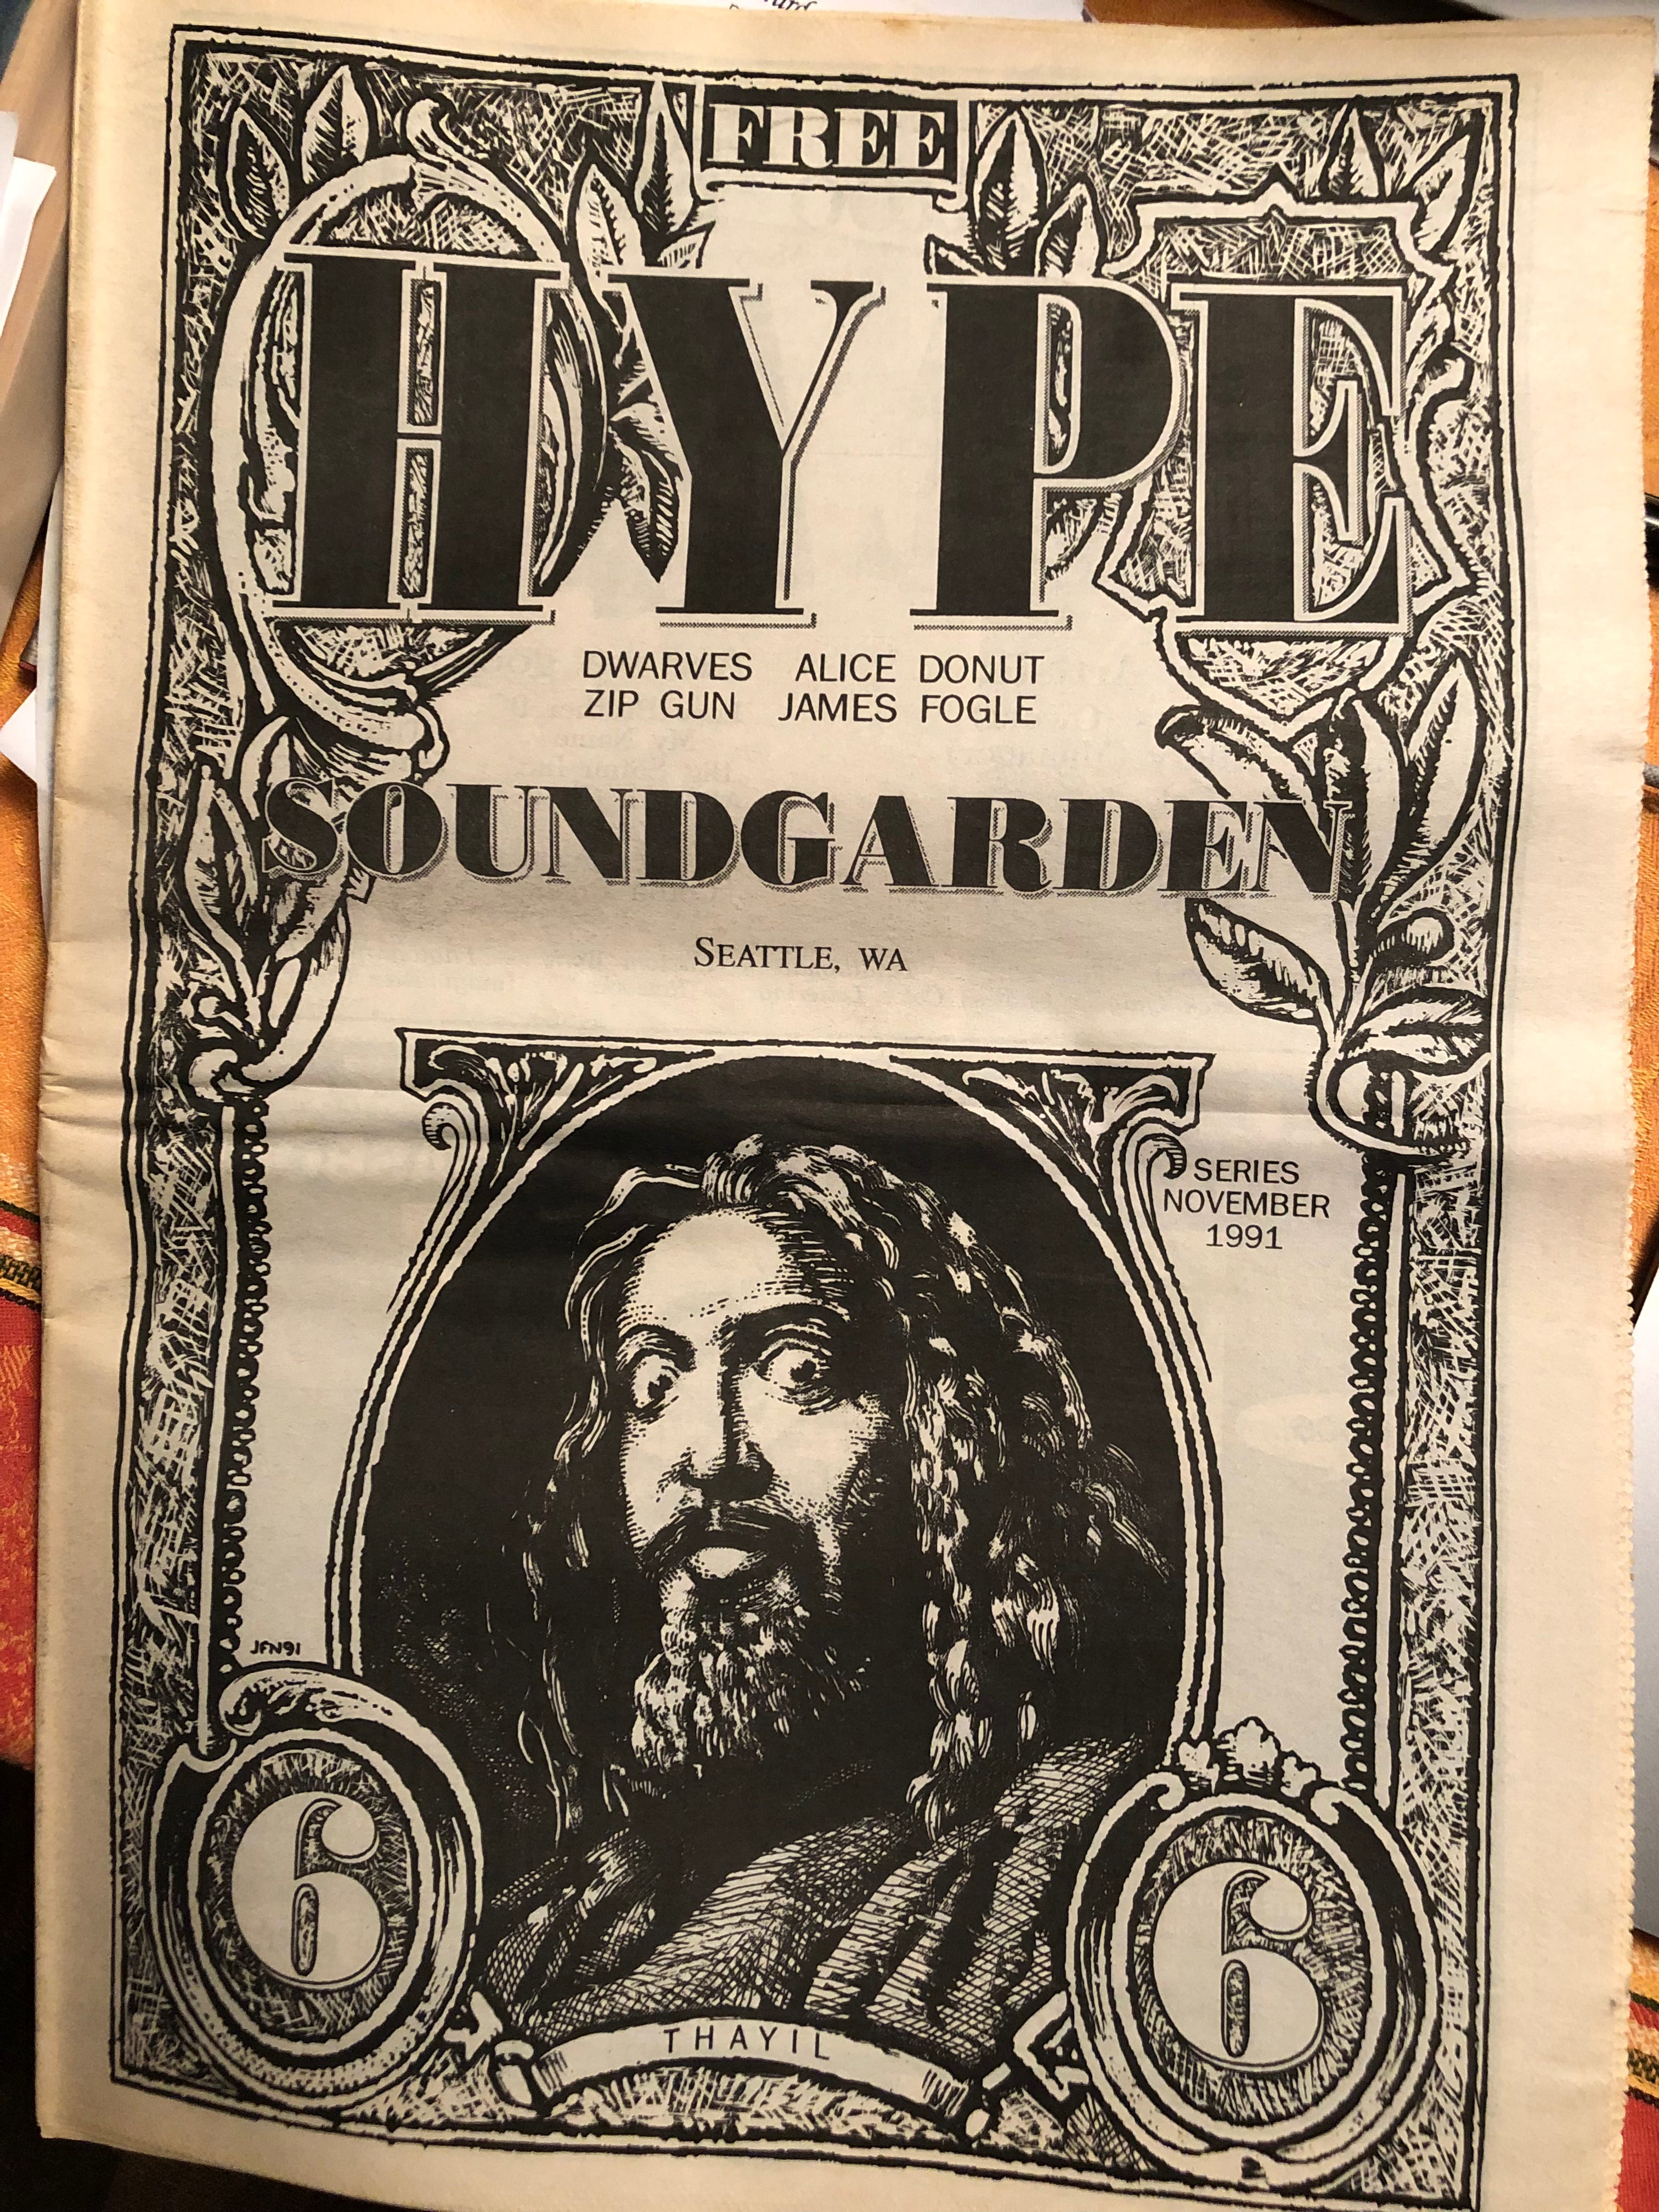 FREE
HYPE
DWARVES ALICE DONUT
ZIP GUN JAMES FOGLE
SOUNDGARDEN
SEATTLE, WA
SERIES
NOVEMBER
1991
JFN91
6
6
THAYIL